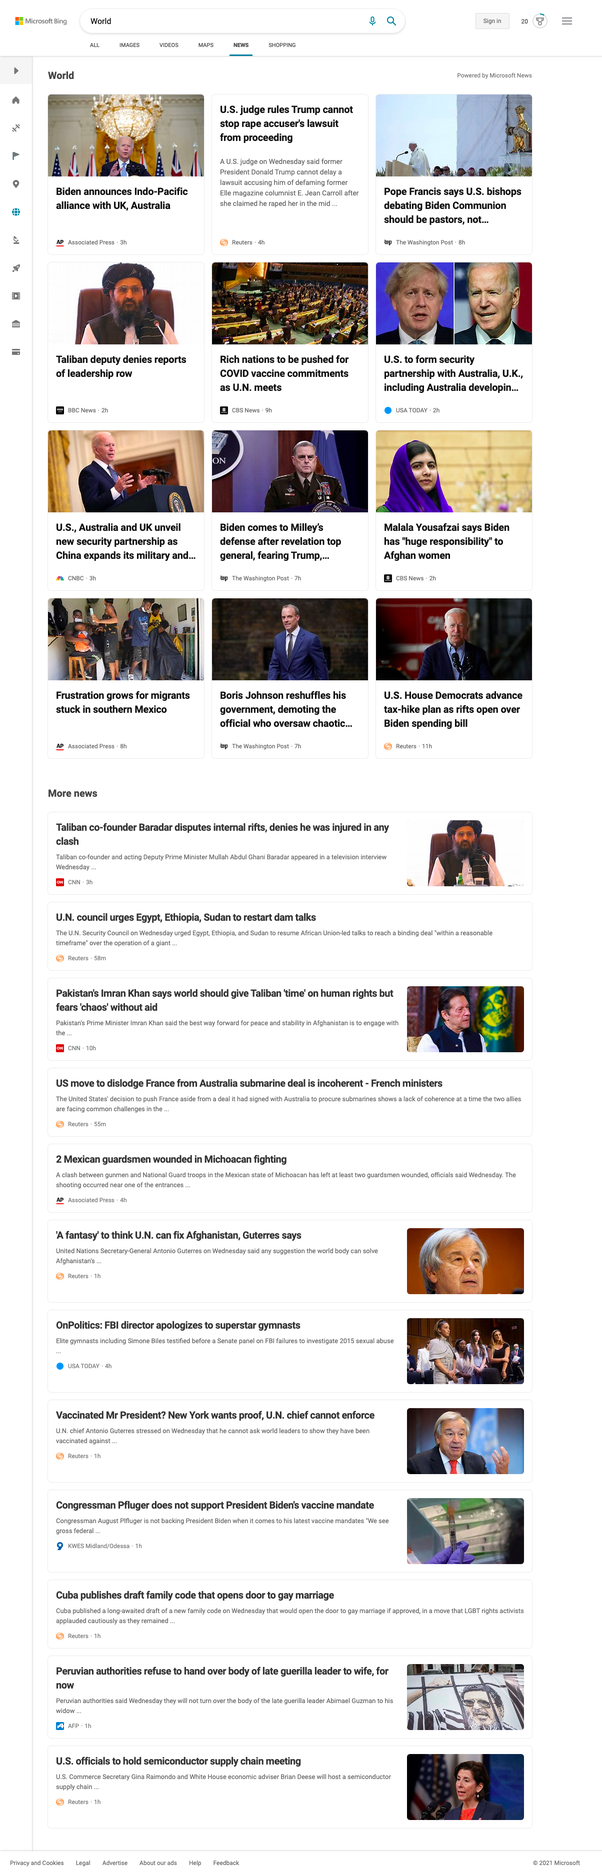 Microsoft Bing
World
Sign in
20
ALL
IMAGES
VIDEOS
MAPS
NEWS
SHOPPING
World
Powered by Microsoft News
Biden announces Indo-Pacific
alliance with UK, Australia
AP Associated Press · 3h
U.S. judge rules Trump cannot
stop rape accuser's lawsuit
from proceeding
A U.S. judge on Wednesday said former
President Donald Trump cannot delay a
lawsuit accusing him of defaming former
Elle magazine columnist E. Jean Carroll after
she claimed he raped her in the mid ...
Reuters · 4h
Pope Francis says U.S. bishops
debating Biden Communion
should be pastors, not...
wp The Washington Post · 8h
Taliban deputy denies reports
of leadership row
BBC News · 2h
Rich nations to be pushed for
COVID vaccine commitments
as U.N. meets
CBS News · 9h
U.S. to form security
partnership with Australia, U.K.,
including Australia developin...
USA TODAY · 2h
U.S., Australia and UK unveil
new security partnership as
China expands its military and...
CNBC · 3h
Biden comes to Milley's
defense after revelation top
general, fearing Trump,...
wp The Washington Post · 7h
Malala Yousafzai says Biden
has "huge responsibility" to
Afghan women
CBS News · 2h
Frustration grows for migrants
stuck in southern Mexico
AP Associated Press · 8h
Boris Johnson reshuffles his
government, demoting the
official who oversaw chaotic...
wp The Washington Post · 7h
U.S. House Democrats advance
tax-hike plan as rifts open over
Biden spending bill
Reuters · 11h
More news
Taliban co-founder Baradar disputes internal rifts, denies he was injured in any
clash
Taliban co-founder and acting Deputy Prime Minister Mullah Abdul Ghani Baradar appeared in a television interview
Wednesday ...
CNN CNN · 3h
U.N. council urges Egypt, Ethiopia, Sudan to restart dam talks
The U.N. Security Council on Wednesday urged Egypt, Ethiopia, and Sudan to resume African Union-led talks to reach a binding deal "within a reasonable
timeframe" over the operation of a giant ...
Reuters · 58m
Pakistan's Imran Khan says world should give Taliban 'time' on human rights but
fears 'chaos' without aid
Pakistan's Prime Minister Imran Khan said the best way forward for peace and stability in Afghanistan is to engage with
the ...
CNN CNN · 10h
US move to dislodge France from Australia submarine deal is incoherent - French ministers
The United States' decision to push France aside from a deal it had signed with Australia to procure submarines shows a lack of coherence at a time the two allies
are facing common challenges in the ...
Reuters · 55m
2 Mexican guardsmen wounded in Michoacan fighting
A clash between gunmen and National Guard troops in the Mexican state of Michoacan has left at least two guardsmen wounded, officials said Wednesday. The
shooting occurred near one of the entrances ...
AP Associated Press · 4h
'A fantasy' to think U.N. can fix Afghanistan, Guterres says
United Nations Secretary-General Antonio Guterres on Wednesday said any suggestion the world body can solve
Afghanistan's ...
Reuters · 1h
OnPolitics: FBI director apologizes to superstar gymnasts
Elite gymnasts including Simone Biles testified before a Senate panel on FBI failures to investigate 2015 sexual abuse
...
USA TODAY · 4h
Vaccinated Mr President? New York wants proof, U.N. chief cannot enforce
U.N. chief Antonio Guterres stressed on Wednesday that he cannot ask world leaders to show they have been
vaccinated against ...
Reuters · 1h
Congressman Pfluger does not support President Biden's vaccine mandate
Congressman August Pflfluger is not backing President Biden when it comes to his latest vaccine mandates "We see
gross federal ...
KWES Midland/Odessa · 1h
Cuba publishes draft family code that opens door to gay marriage
Cuba published a long-awaited draft of a new family code on Wednesday that would open the door to gay marriage if approved, in a move that LGBT rights activists
applauded cautiously as they remained ...
Reuters · 1h
Peruvian authorities refuse to hand over body of late guerilla leader to wife, for
now
Peruvian authorities said Wednesday they will not turn over the body of the late guerilla leader Abimael Guzman to his
widow ...
AFP · 1h
U.S. officials to hold semiconductor supply chain meeting
U.S. Commerce Secretary Gina Raimondo and White House economic adviser Brian Deese will host a semiconductor
supply chain ...
Reuters · 1h
Privacy and Cookies
Legal
Advertise
About our ads
Help
Feedback
© 2021 Microsoft